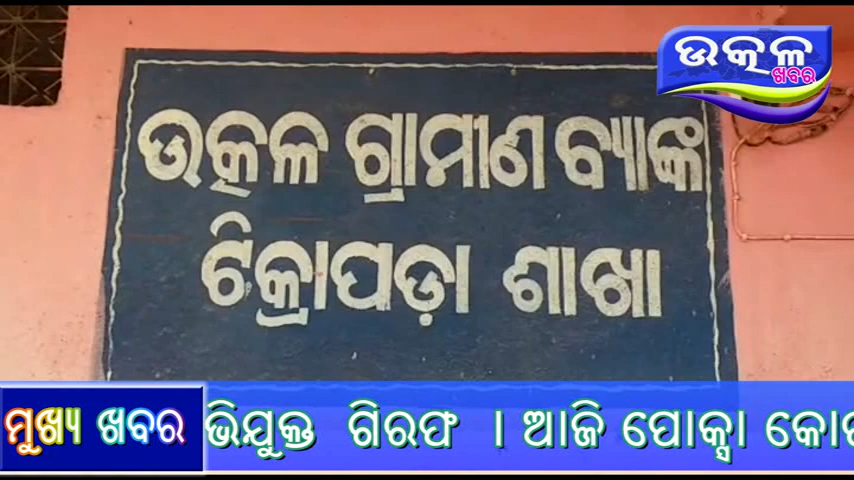 ଉତ୍କଳ
ଖବର
ଉତ୍କଳ ଗ୍ରାମୀଣ ବ୍ୟାଙ୍କ
ଟିକ୍ରାପଡ଼ା ଶାଖା
ମୁଖ୍ୟ ଖବର
ଭିଯୁକ୍ତ ଗିରଫ । ଆଜି ପୋକ୍ସୋ